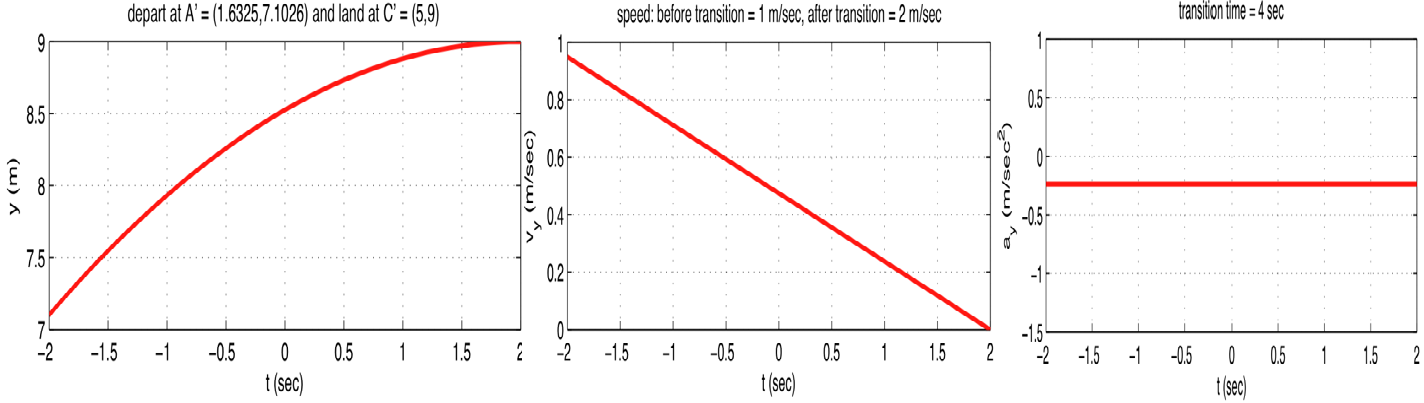 depart at A' = (1.6325,7.1026) and land at C' = (5,9)
9
8.5
8
7.5
7
y (m)
−2 −1.5 −1 −0.5 0 0.5 1 1.5 2
t (sec)
speed: before transition = 1 m/sec, after transition = 2 m/sec
1
0.8
0.6
0.4
0.2
0
v_y (m/sec)
−2 −1.5 −1 −0.5 0 0.5 1 1.5 2
t (sec)
transition time = 4 sec
1
0.5
0
−0.5
−1
−1.5
a_y (m/sec²)
−2 −1.5 −1 −0.5 0 0.5 1 1.5 2
t (sec)